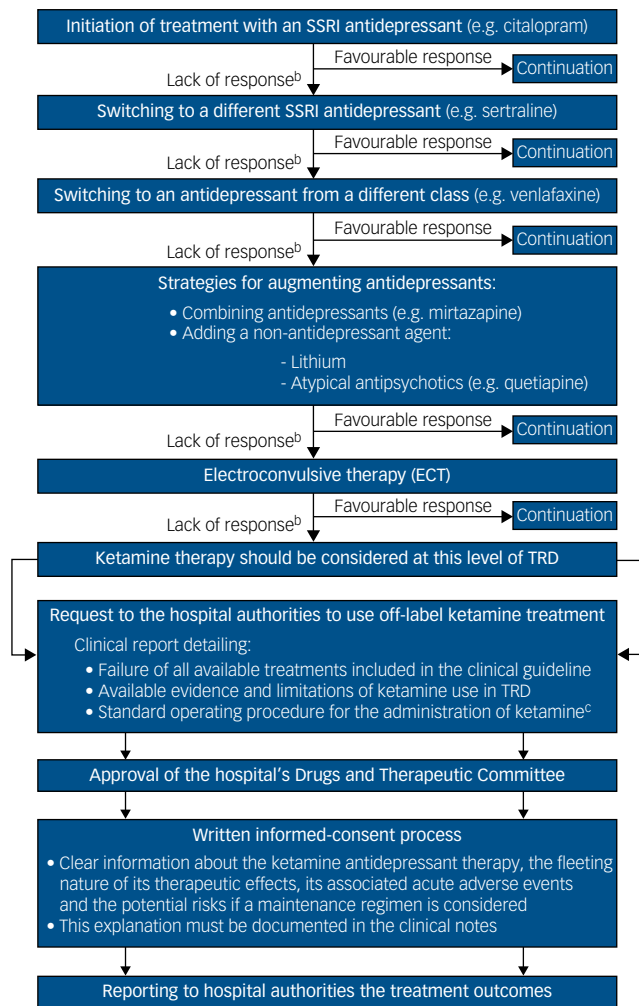 Initiation of treatment with an SSRI antidepressant (e.g. citalopram)
Favourable response
Lack of responseᵇ
Continuation
Switching to a different SSRI antidepressant (e.g. sertraline)
Favourable response
Lack of responseᵇ
Continuation
Switching to an antidepressant from a different class (e.g. venlafaxine)
Favourable response
Lack of responseᵇ
Continuation
Strategies for augmenting antidepressants:
• Combining antidepressants (e.g. mirtazapine)
• Adding a non-antidepressant agent:
- Lithium
- Atypical antipsychotics (e.g. quetiapine)
Favourable response
Lack of responseᵇ
Continuation
Electroconvulsive therapy (ECT)
Favourable response
Lack of responseᵇ
Continuation
Ketamine therapy should be considered at this level of TRD
Request to the hospital authorities to use off-label ketamine treatment
Clinical report detailing:
• Failure of all available treatments included in the clinical guideline
• Available evidence and limitations of ketamine use in TRD
• Standard operating procedure for the administration of ketamineᶜ
Approval of the hospital's Drugs and Therapeutic Committee
Written informed-consent process
• Clear information about the ketamine antidepressant therapy, the fleeting
nature of its therapeutic effects, its associated acute adverse events
and the potential risks if a maintenance regimen is considered
• This explanation must be documented in the clinical notes
Reporting to hospital authorities the treatment outcomes